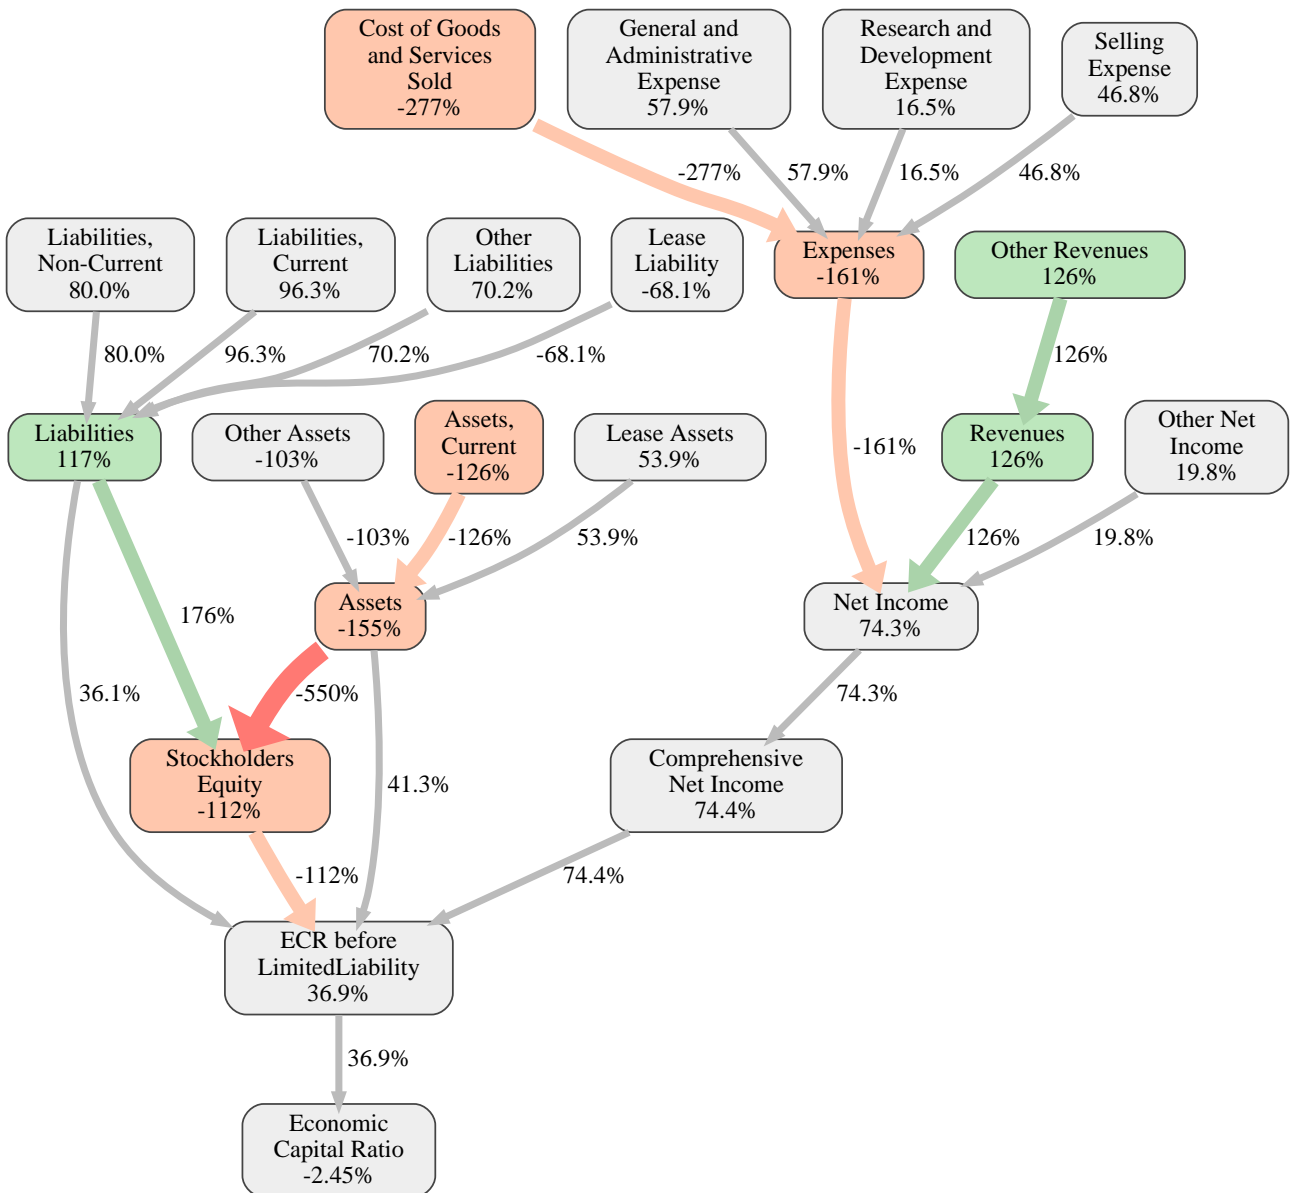 Cost of Goods
and Services
Sold
-277%
General and
Administrative
Expense
57.9%
Research and
Development
Expense
16.5%
Selling
Expense
46.8%
-277%
57.9%
16.5%
46.8%
Liabilities,
Non-Current
80.0%
Liabilities,
Current
96.3%
Other
Liabilities
70.2%
Lease
Liability
-68.1%
Expenses
-161%
Other Revenues
126%
80.0%
96.3%
70.2%
-68.1%
126%
Liabilities
117%
Other Assets
-103%
Assets,
Current
-126%
Lease Assets
53.9%
-161%
Revenues
126%
Other Net
Income
19.8%
-103%
-126%
53.9%
126%
19.8%
176%
Assets
-155%
Net Income
74.3%
36.1%
-550%
74.3%
Stockholders
Equity
-112%
41.3%
Comprehensive
Net Income
74.4%
-112%
74.4%
ECR before
LimitedLiability
36.9%
36.9%
Economic
Capital Ratio
-2.45%